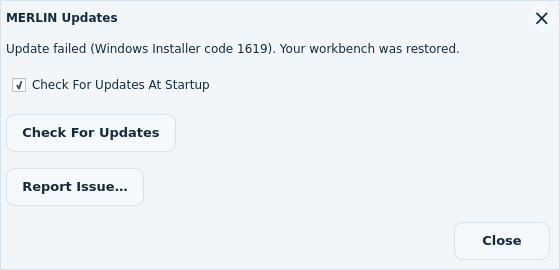 MERLIN Updates
Update failed (Windows Installer code 1619). Your workbench was restored.
Check For Updates At Startup
Check For Updates
Report Issue...
Close